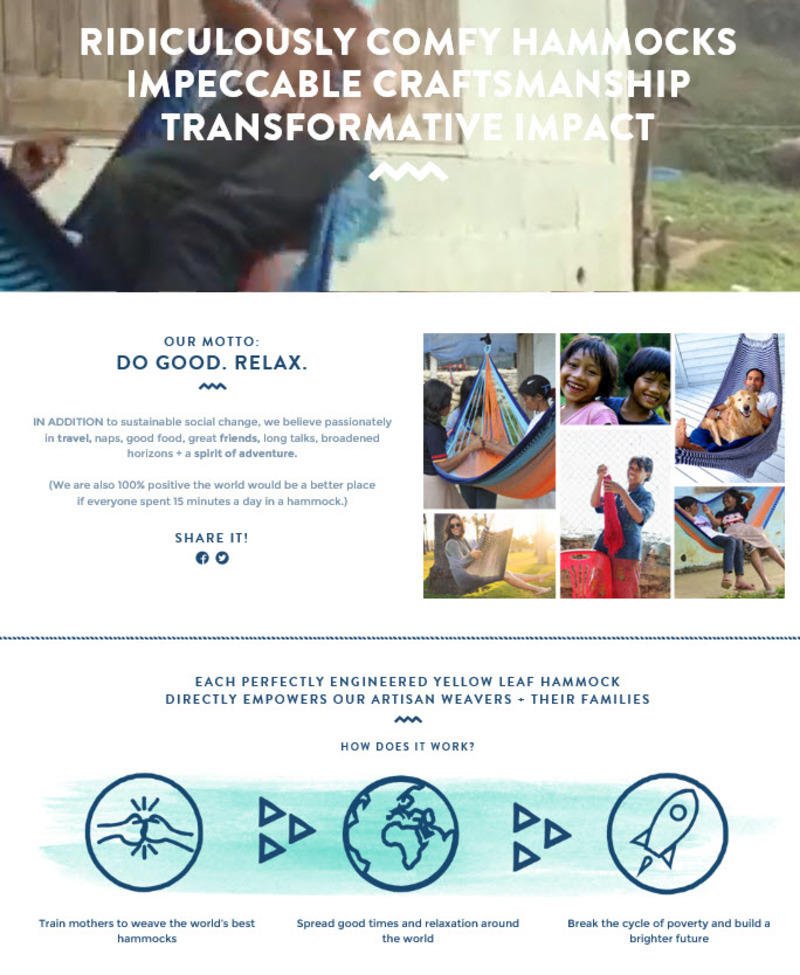 RIDICULOUSLY COMFY HAMMOCKS
IMPECCABLE CRAFTSMANSHIP
TRANSFORMATIVE IMPACT
OUR MOTTO:
DO GOOD. RELAX.
IN ADDITION to sustainable social change, we believe passionately
in travel, naps, good food, great friends, long talks, broadened
horizons + a spirit of adventure.
(We are also 100% positive the world would be a better place
if everyone spent 15 minutes a day in a hammock.)
SHARE IT!
EACH PERFECTLY ENGINEERED YELLOW LEAF HAMMOCK
DIRECTLY EMPOWERS OUR ARTISAN WEAVERS + THEIR FAMILIES
HOW DOES IT WORK?
Train mothers to weave the world's best
hammocks
Spread good times and relaxation around
the world
Break the cycle of poverty and build a
brighter future